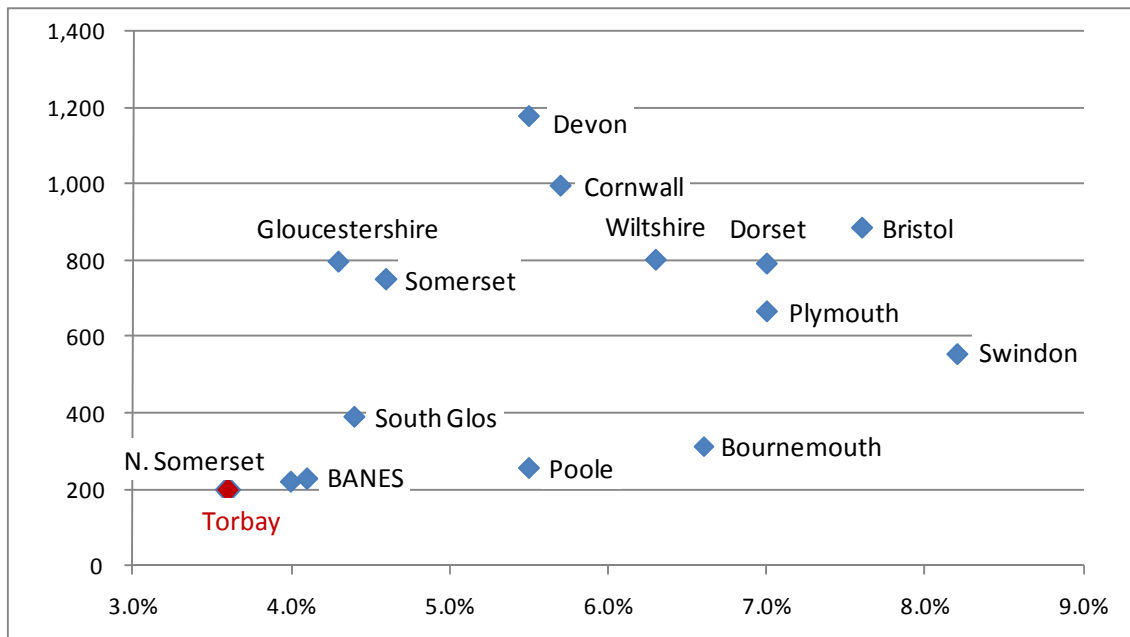 1,400
1,200
Devon
1,000
Cornwall
Gloucestershire
Wiltshire
Dorset
Bristol
800
Somerset
Plymouth
600
Swindon
400
South Glos
Bournemouth
N. Somerset
BANES
Poole
200
Torbay
0
3.0% 4.0% 5.0% 6.0% 7.0% 8.0% 9.0%